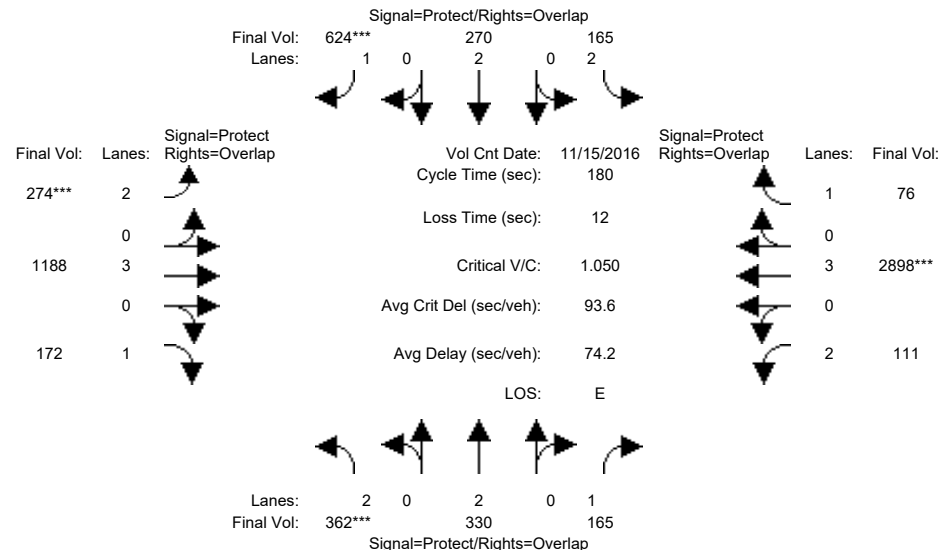 Signal=Protect/Rights=Overlap
Final Vol: 624*** 270 165
Lanes: 1 0 2 0 2
Signal=Protect Signal=Protect
Final Vol: Lanes: Rights=Overlap Vol Cnt Date: 11/15/2016 Rights=Overlap Lanes: Final Vol:
Cycle Time (sec): 180
274*** 2 1 76
Loss Time (sec): 12
0 0
1188 3 Critical V/C: 1.050 3 2898***
0 Avg Crit Del (sec/veh): 93.6 0
172 1 Avg Delay (sec/veh): 74.2 2 111
LOS: E
Lanes: 2 0 2 0 1
Final Vol: 362*** 330 165
Signal=Protect/Rights=Overlap